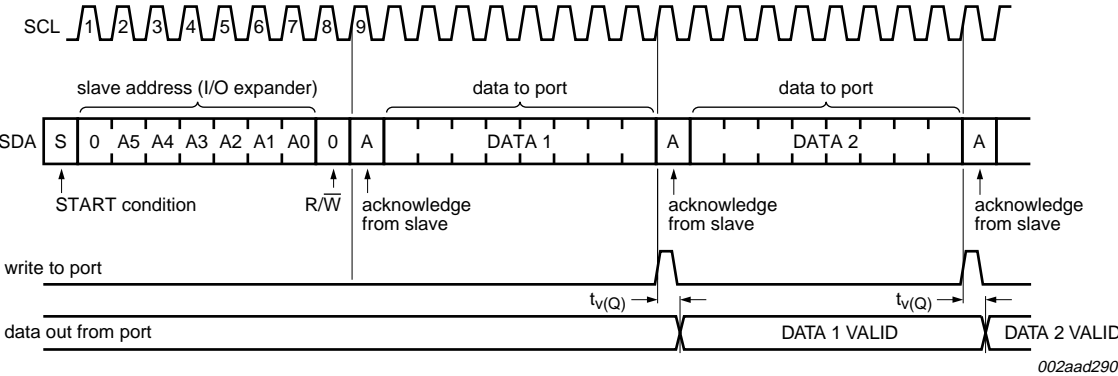 SCL 1 2 3 4 5 6 7 8 9
slave address (I/O expander) data to port data to port
SDA S 0 A5 A4 A3 A2 A1 A0 0 A DATA 1 A DATA 2 A
START condition R/W̅ acknowledge from slave acknowledge from slave acknowledge from slave
write to port
tv(Q) tv(Q)
data out from port DATA 1 VALID DATA 2 VALID
002aad290